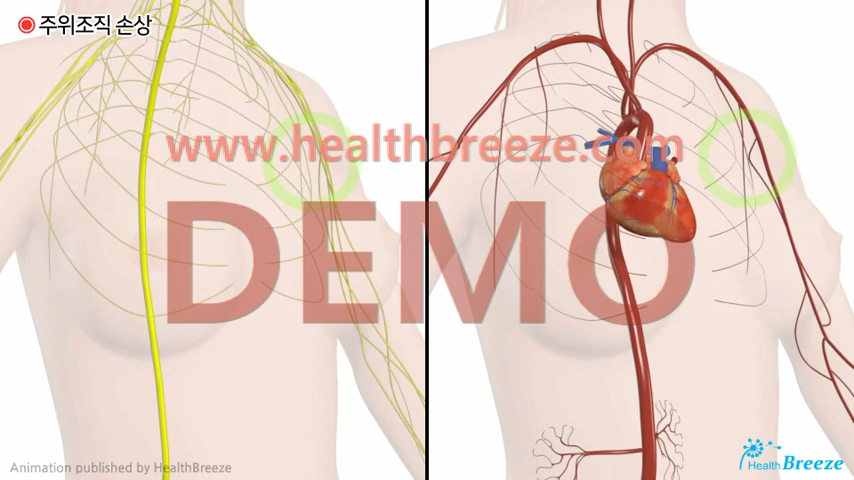 주위조직 손상
www.healthbreeze.com
DEMO
Animation published by HealthBreeze
Health Breeze